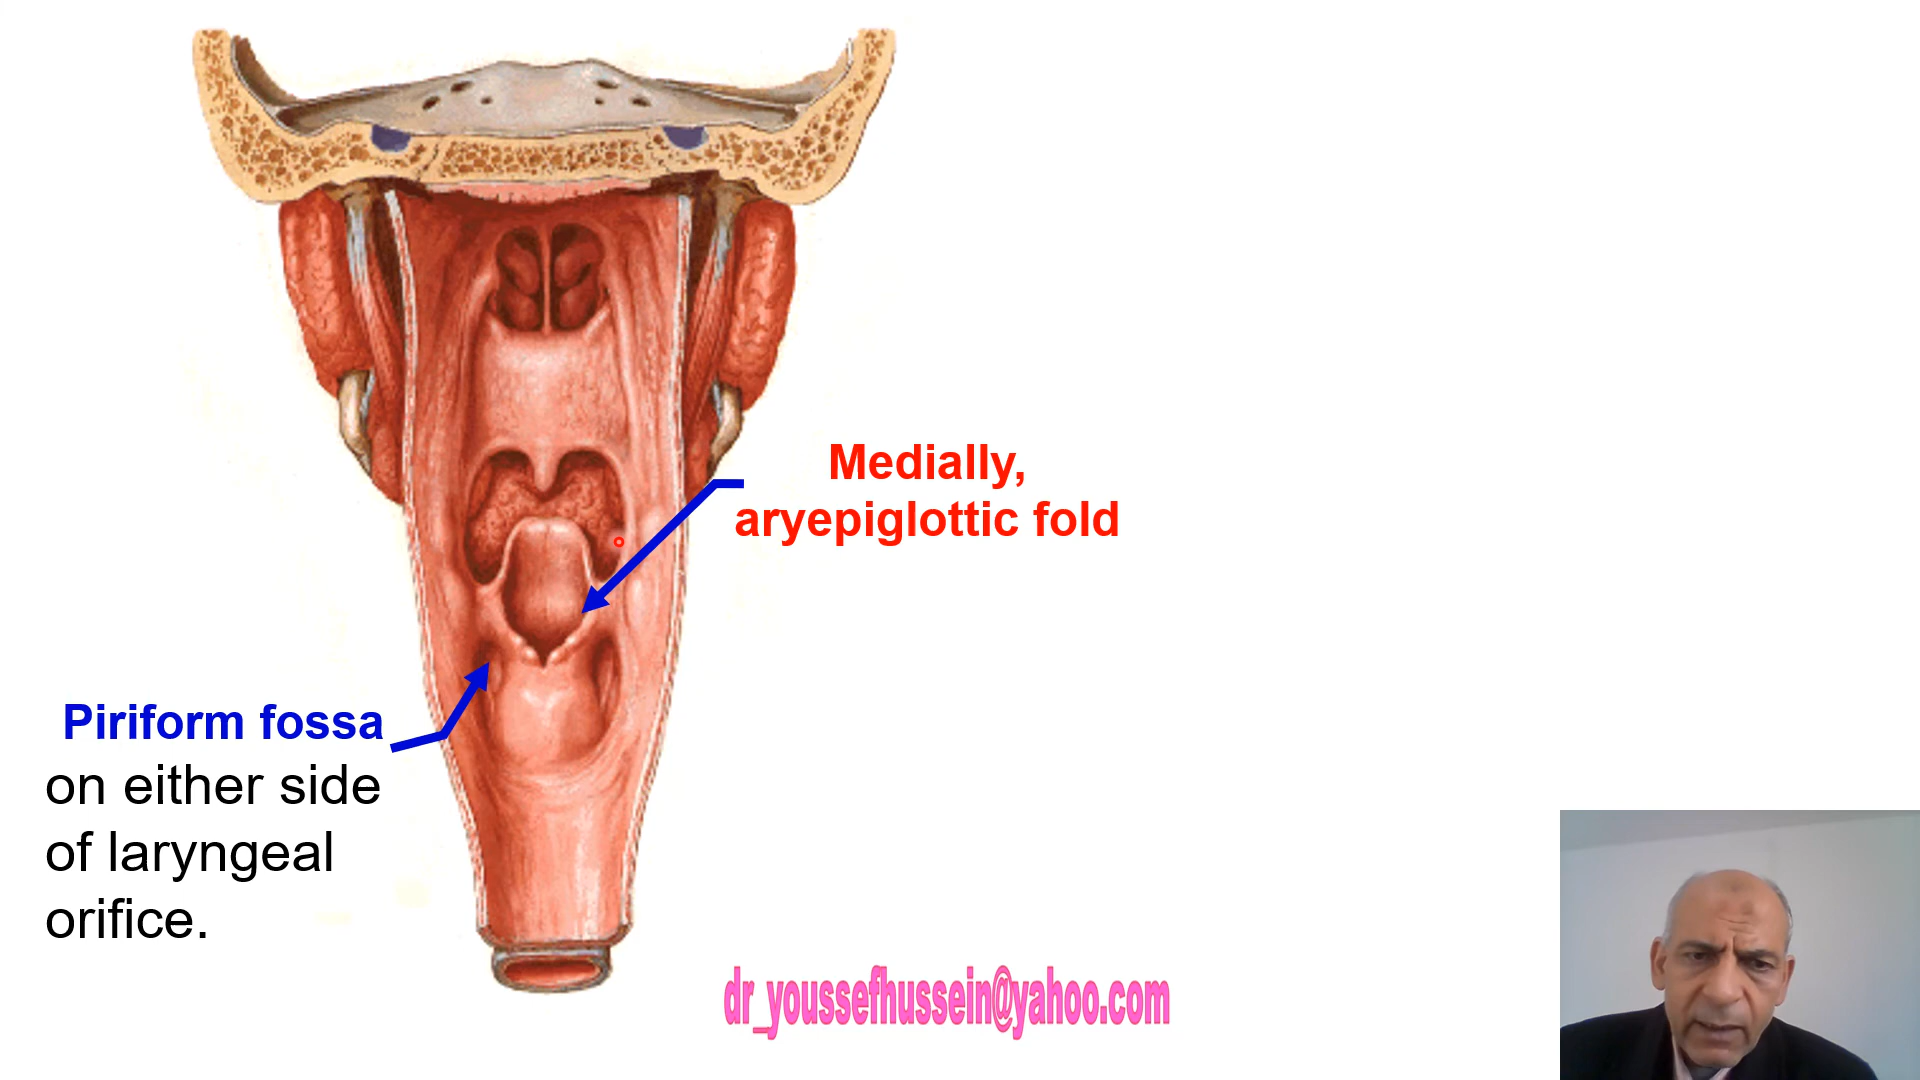 Medially,
aryepiglottic fold
Piriform fossa
on either side
of laryngeal
orifice.
dr_youssefhussein@yahoo.com